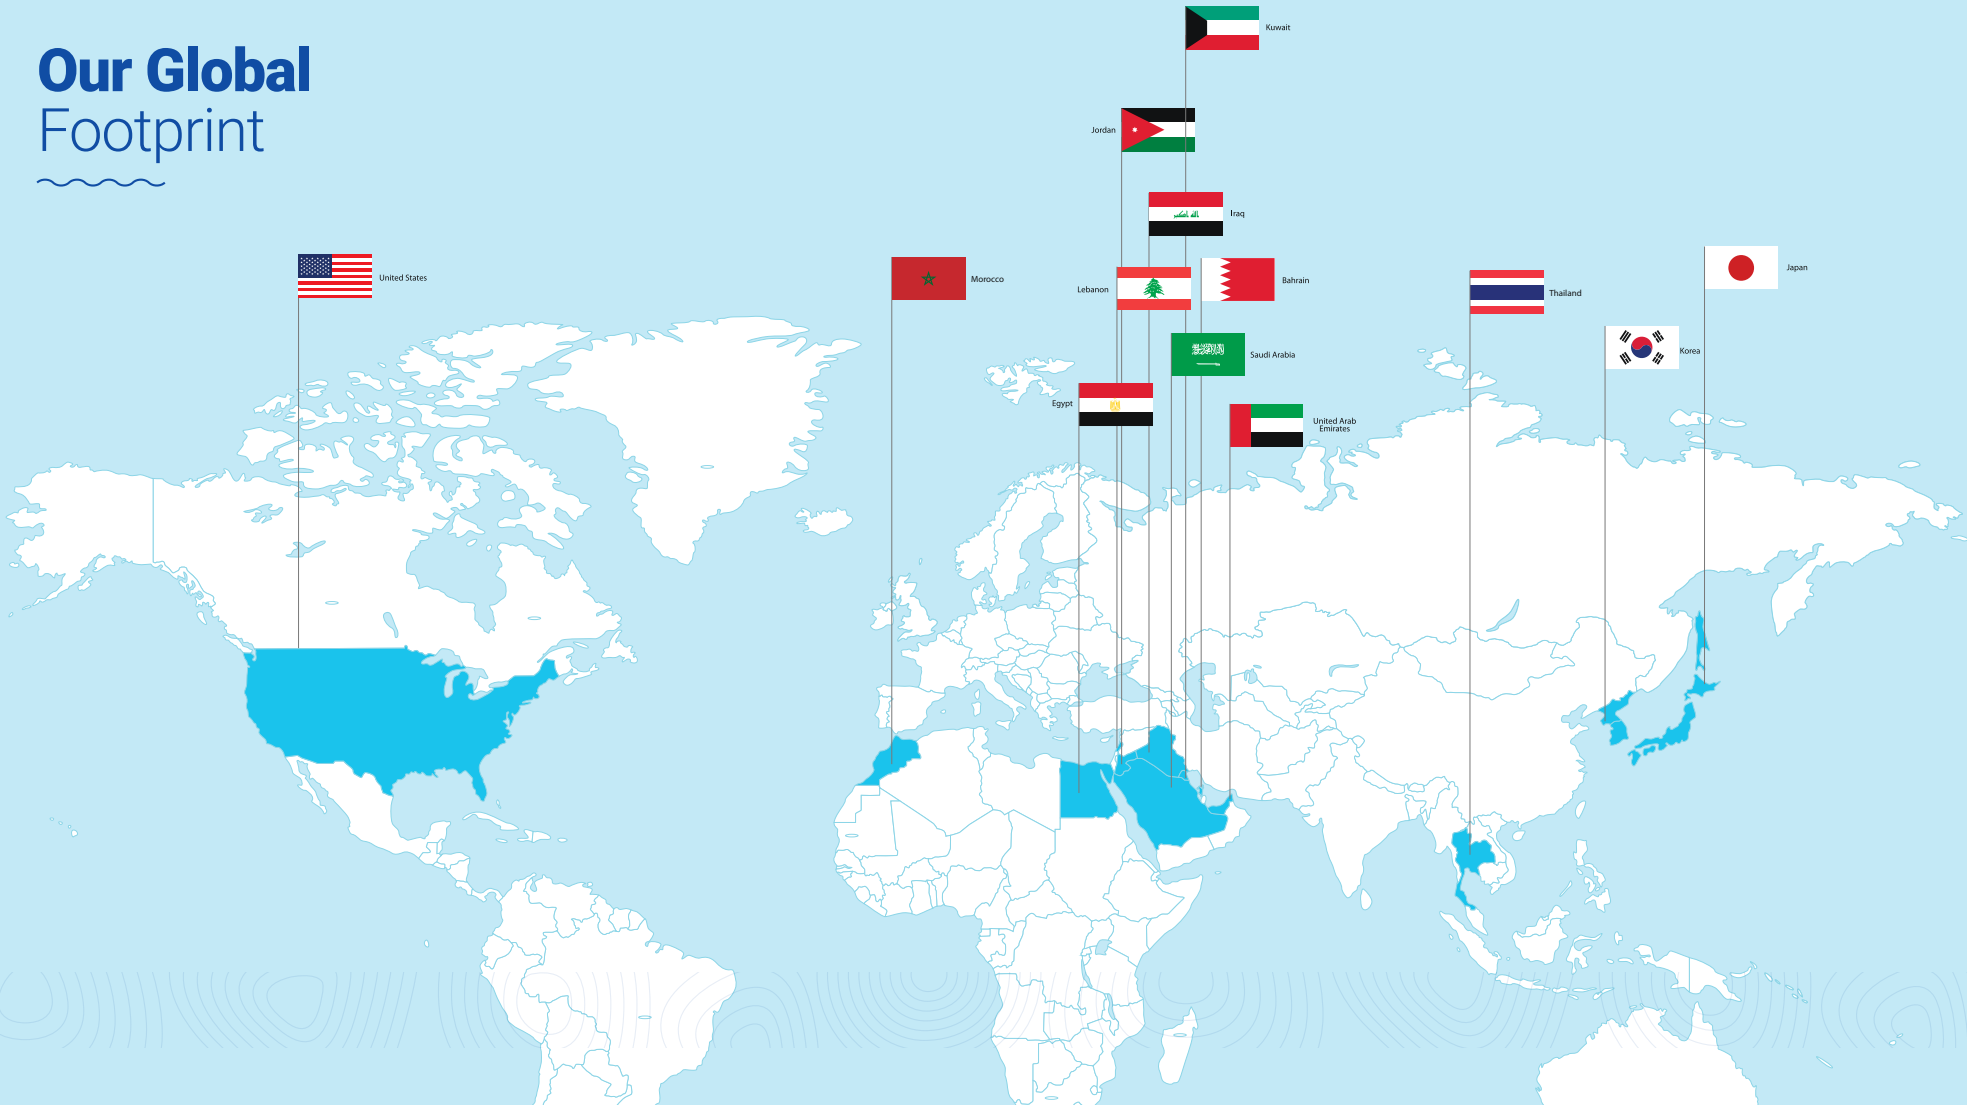 Our Global
Footprint
Kuwait
Jordan
Iraq
United States
Morocco
Lebanon
Bahrain
Thailand
Japan
Korea
Saudi Arabia
Egypt
United Arab
Emirates